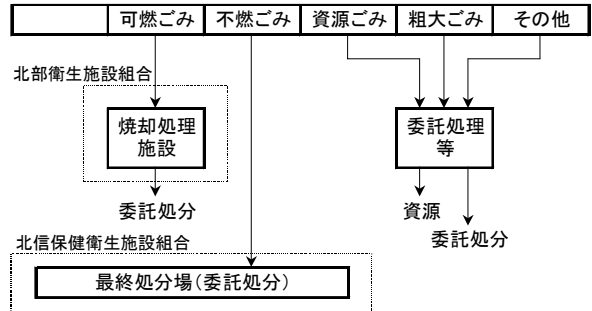 可燃ごみ 不燃ごみ 資源ごみ 粗大ごみ その他
北部衛生施設組合
焼却処理
施設
委託処理
等
委託処分
資源
委託処分
北信保健衛生施設組合
最終処分場(委託処分)